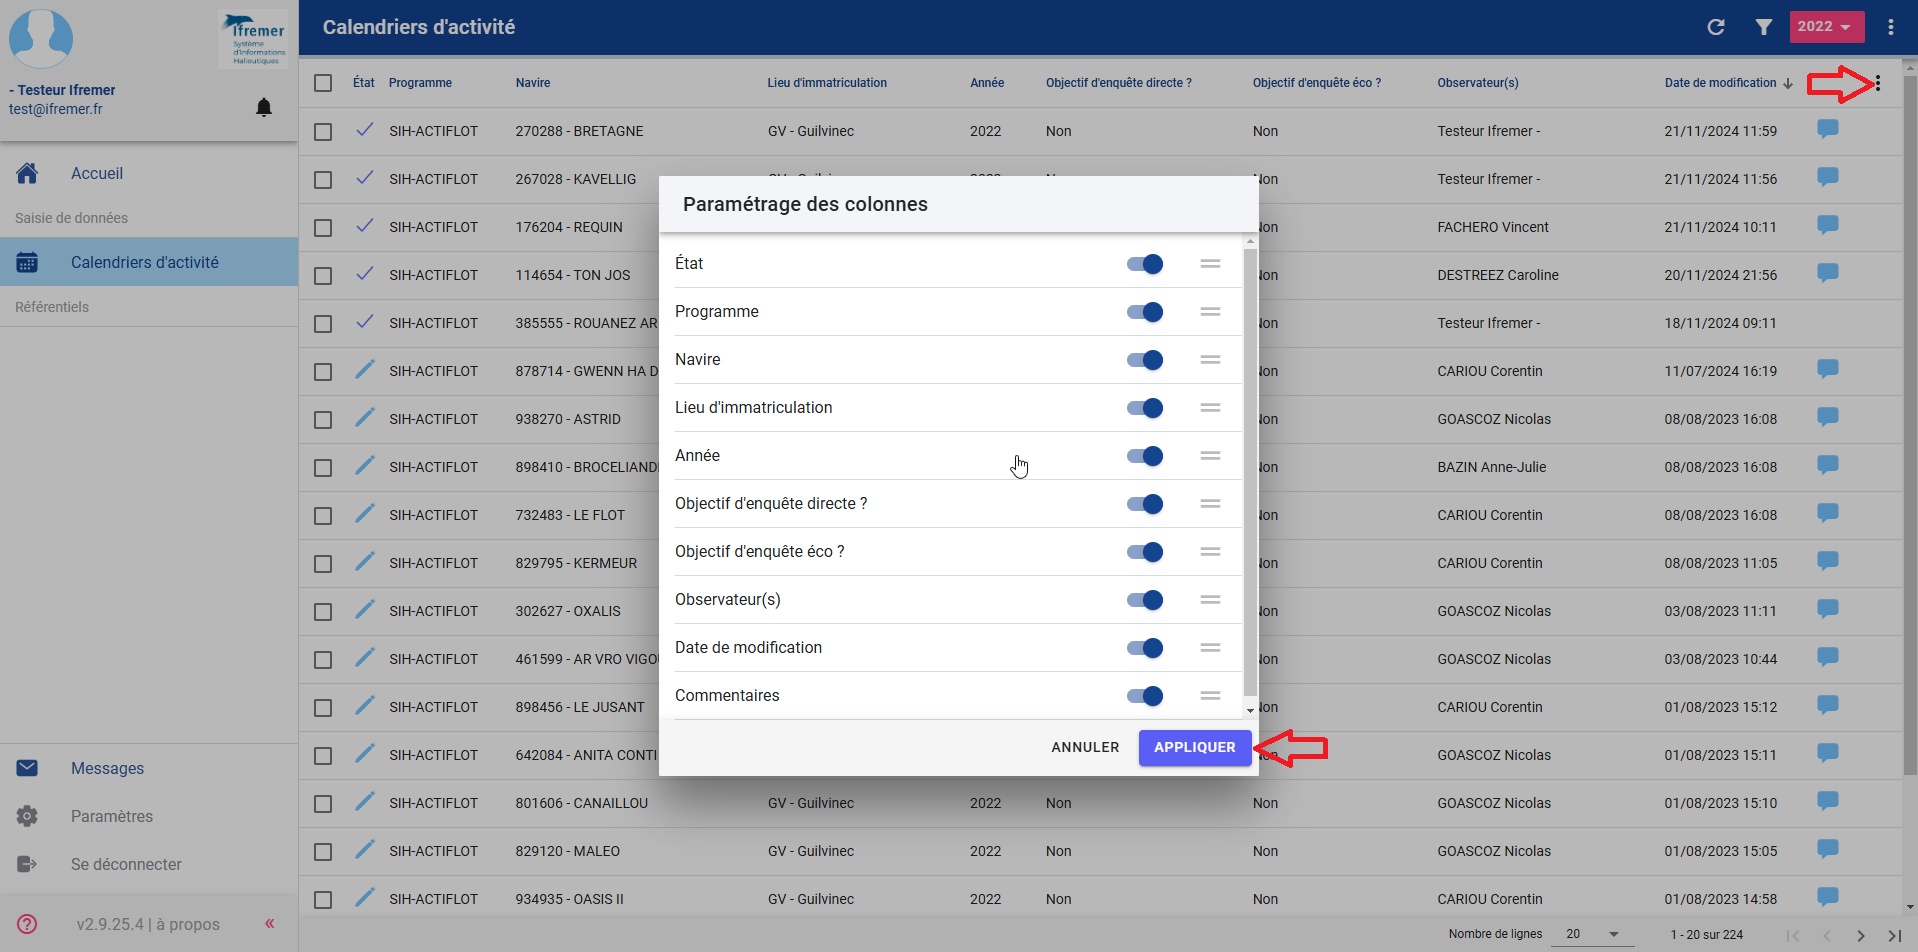 Ifremer
Système
d'Informations
Halieutiques
- Testeur Ifremer
test@ifremer.fr
Accueil
Saisie de données
Calendriers d'activité
Référentiels
Messages
Paramètres
Se déconnecter
v2.9.25.4 | à propos «
Calendriers d'activité
2022
État Programme Navire Lieu d'immatriculation Année Objectif d'enquête directe ? Objectif d'enquête éco ? Observateur(s) Date de modification
SIH-ACTIFLOT 270288 - BRETAGNE GV - Guilvinec 2022 Non Non Testeur Ifremer - 21/11/2024 11:59
SIH-ACTIFLOT 267028 - KAVELLIG Non Testeur Ifremer - 21/11/2024 11:56
SIH-ACTIFLOT 176204 - REQUIN Non FACHERO Vincent 21/11/2024 10:11
SIH-ACTIFLOT 114654 - TON JOS Non DESTREEZ Caroline 20/11/2024 21:56
SIH-ACTIFLOT 385555 - ROUANEZ AR Non Testeur Ifremer - 18/11/2024 09:11
SIH-ACTIFLOT 878714 - GWENN HA D Non CARIOU Corentin 11/07/2024 16:19
SIH-ACTIFLOT 938270 - ASTRID Non GOASCOZ Nicolas 08/08/2023 16:08
SIH-ACTIFLOT 898410 - BROCELIAND Non BAZIN Anne-Julie 08/08/2023 16:08
SIH-ACTIFLOT 732483 - LE FLOT Non CARIOU Corentin 08/08/2023 16:08
SIH-ACTIFLOT 829795 - KERMEUR Non CARIOU Corentin 08/08/2023 11:05
SIH-ACTIFLOT 302627 - OXALIS Non GOASCOZ Nicolas 03/08/2023 11:11
SIH-ACTIFLOT 461599 - AR VRO VIGO Non GOASCOZ Nicolas 03/08/2023 10:44
SIH-ACTIFLOT 898456 - LE JUSANT Non CARIOU Corentin 01/08/2023 15:12
SIH-ACTIFLOT 642084 - ANITA CONTI Non GOASCOZ Nicolas 01/08/2023 15:11
SIH-ACTIFLOT 801606 - CANAILLOU GV - Guilvinec 2022 Non Non GOASCOZ Nicolas 01/08/2023 15:10
SIH-ACTIFLOT 829120 - MALEO GV - Guilvinec 2022 Non Non GOASCOZ Nicolas 01/08/2023 15:05
SIH-ACTIFLOT 934935 - OASIS II GV - Guilvinec 2022 Non Non CARIOU Corentin 01/08/2023 14:58
Nombre de lignes 20 1 - 20 sur 224
Paramétrage des colonnes
État
Programme
Navire
Lieu d'immatriculation
Année
Objectif d'enquête directe ?
Objectif d'enquête éco ?
Observateur(s)
Date de modification
Commentaires
ANNULER APPLIQUER